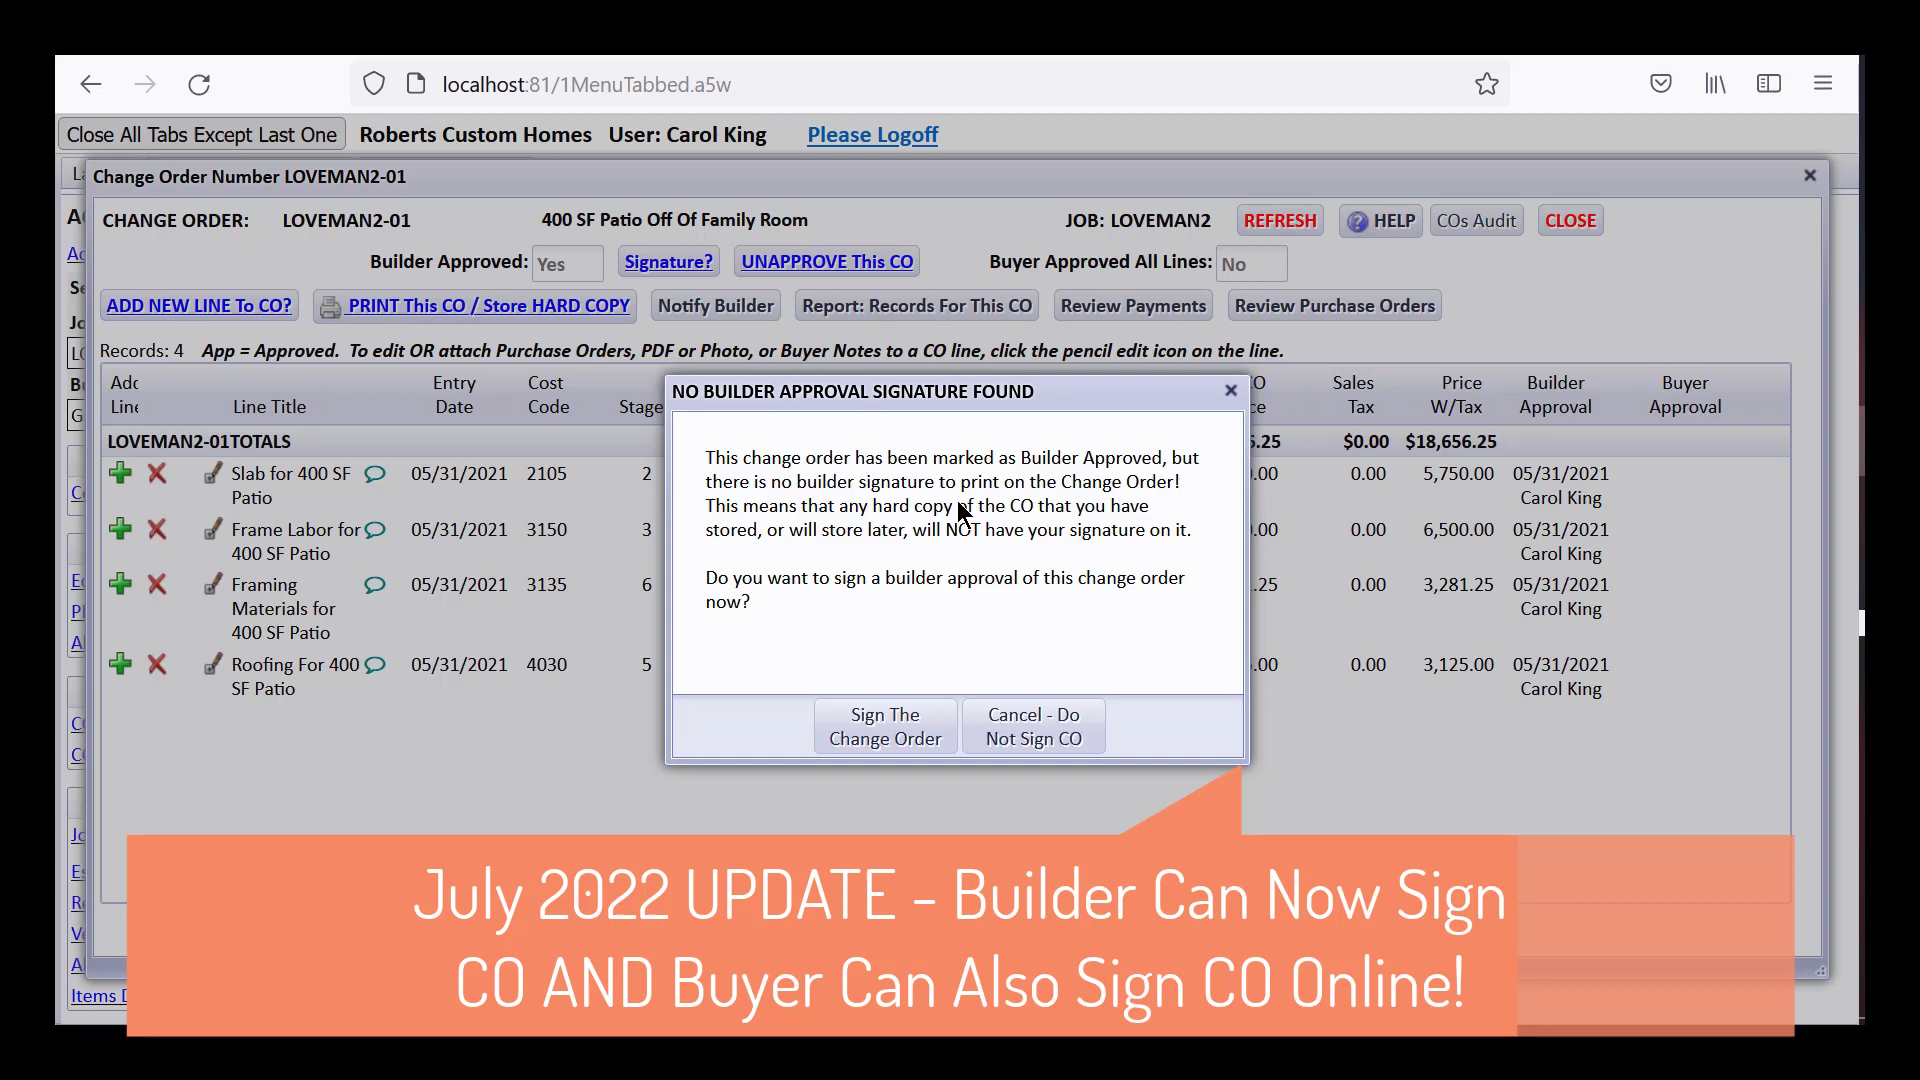 localhost:81/1MenuTabbed.a5w
Close All Tabs Except Last One Roberts Custom Homes User: Carol King Please Logoff
Change Order Number LOVEMAN2-01
CHANGE ORDER: LOVEMAN2-01 400 SF Patio Off Of Family Room JOB: LOVEMAN2 REFRESH HELP COs Audit CLOSE
Builder Approved: Yes Signature? UNAPPROVE This CO Buyer Approved All Lines: No
ADD NEW LINE To CO? PRINT This CO / Store HARD COPY Notify Builder Report: Records For This CO Review Payments Review Purchase Orders
Records: 4 App = Approved. To edit OR attach Purchase Orders, PDF or Photo, or Buyer Notes to a CO line, click the pencil edit icon on the line.
Entry Cost Sales Price Builder Buyer
Line Title Date Code Stage Tax W/Tax Approval Approval
LOVEMAN2-01TOTALS $0.00 $18,656.25
Slab for 400 SF 05/31/2021 2105 2 0.00 5,750.00 05/31/2021
Patio Carol King
Frame Labor for 05/31/2021 3150 3 0.00 6,500.00 05/31/2021
400 SF Patio Carol King
Framing 05/31/2021 3135 6 0.00 3,281.25 05/31/2021
Materials for Carol King
400 SF Patio
Roofing For 400 05/31/2021 4030 5 0.00 3,125.00 05/31/2021
SF Patio Carol King
NO BUILDER APPROVAL SIGNATURE FOUND
This change order has been marked as Builder Approved, but
there is no builder signature to print on the Change Order!
This means that any hard copy of the CO that you have
stored, or will store later, will NOT have your signature on it.
Do you want to sign a builder approval of this change order
now?
Sign The
Change Order
Cancel - Do
Not Sign CO
Items
July 2022 UPDATE - Builder Can Now Sign
CO AND Buyer Can Also Sign CO Online!